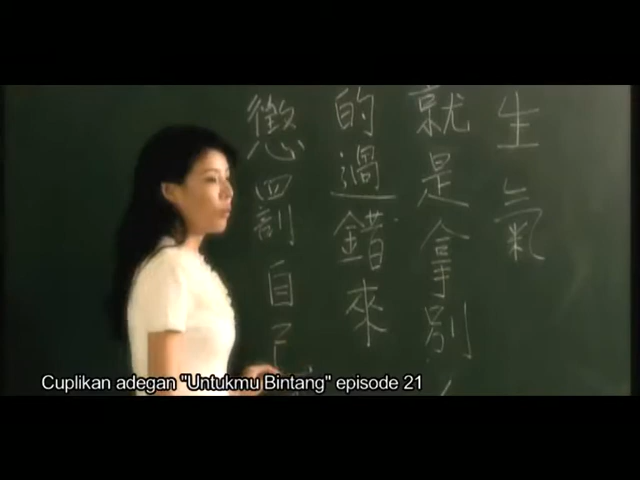 生氣
就是拿別
的過錯來
懲罰自己
Cuplikan adegan "Untukmu Bintang" episode 21